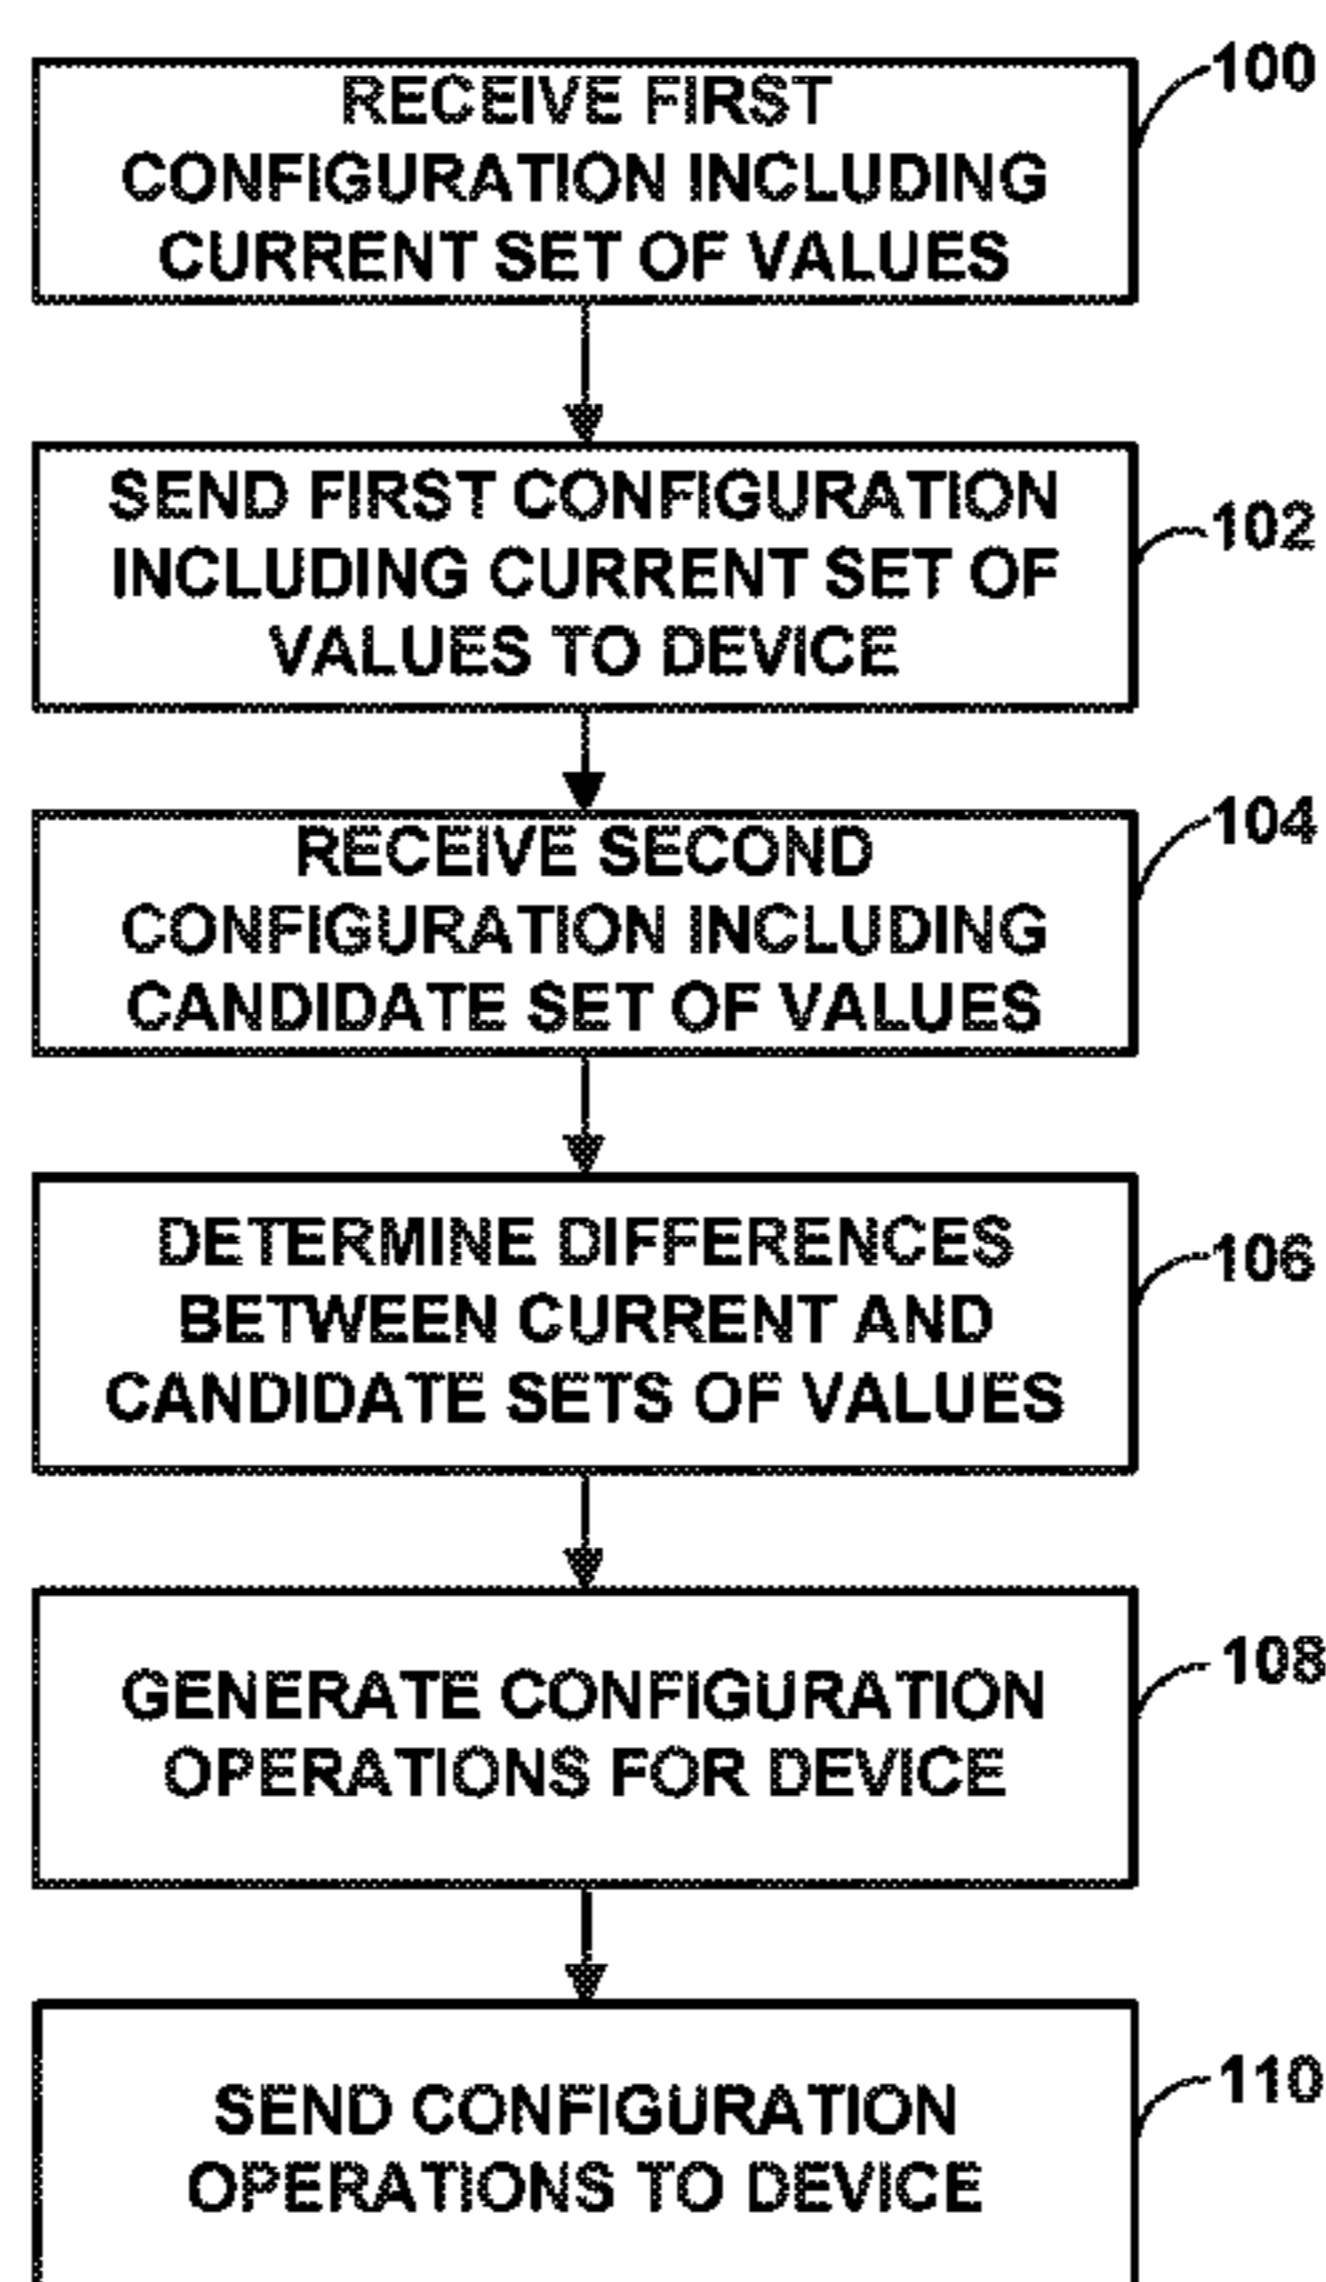 RECEIVE FIRST
CONFIGURATION INCLUDING
CURRENT SET OF VALUES
100
SEND FIRST CONFIGURATION
INCLUDING CURRENT SET OF
VALUES TO DEVICE
102
RECEIVE SECOND
CONFIGURATION INCLUDING
CANDIDATE SET OF VALUES
104
DETERMINE DIFFERENCES
BETWEEN CURRENT AND
CANDIDATE SETS OF VALUES
106
GENERATE CONFIGURATION
OPERATIONS FOR DEVICE
108
SEND CONFIGURATION
OPERATIONS TO DEVICE
110